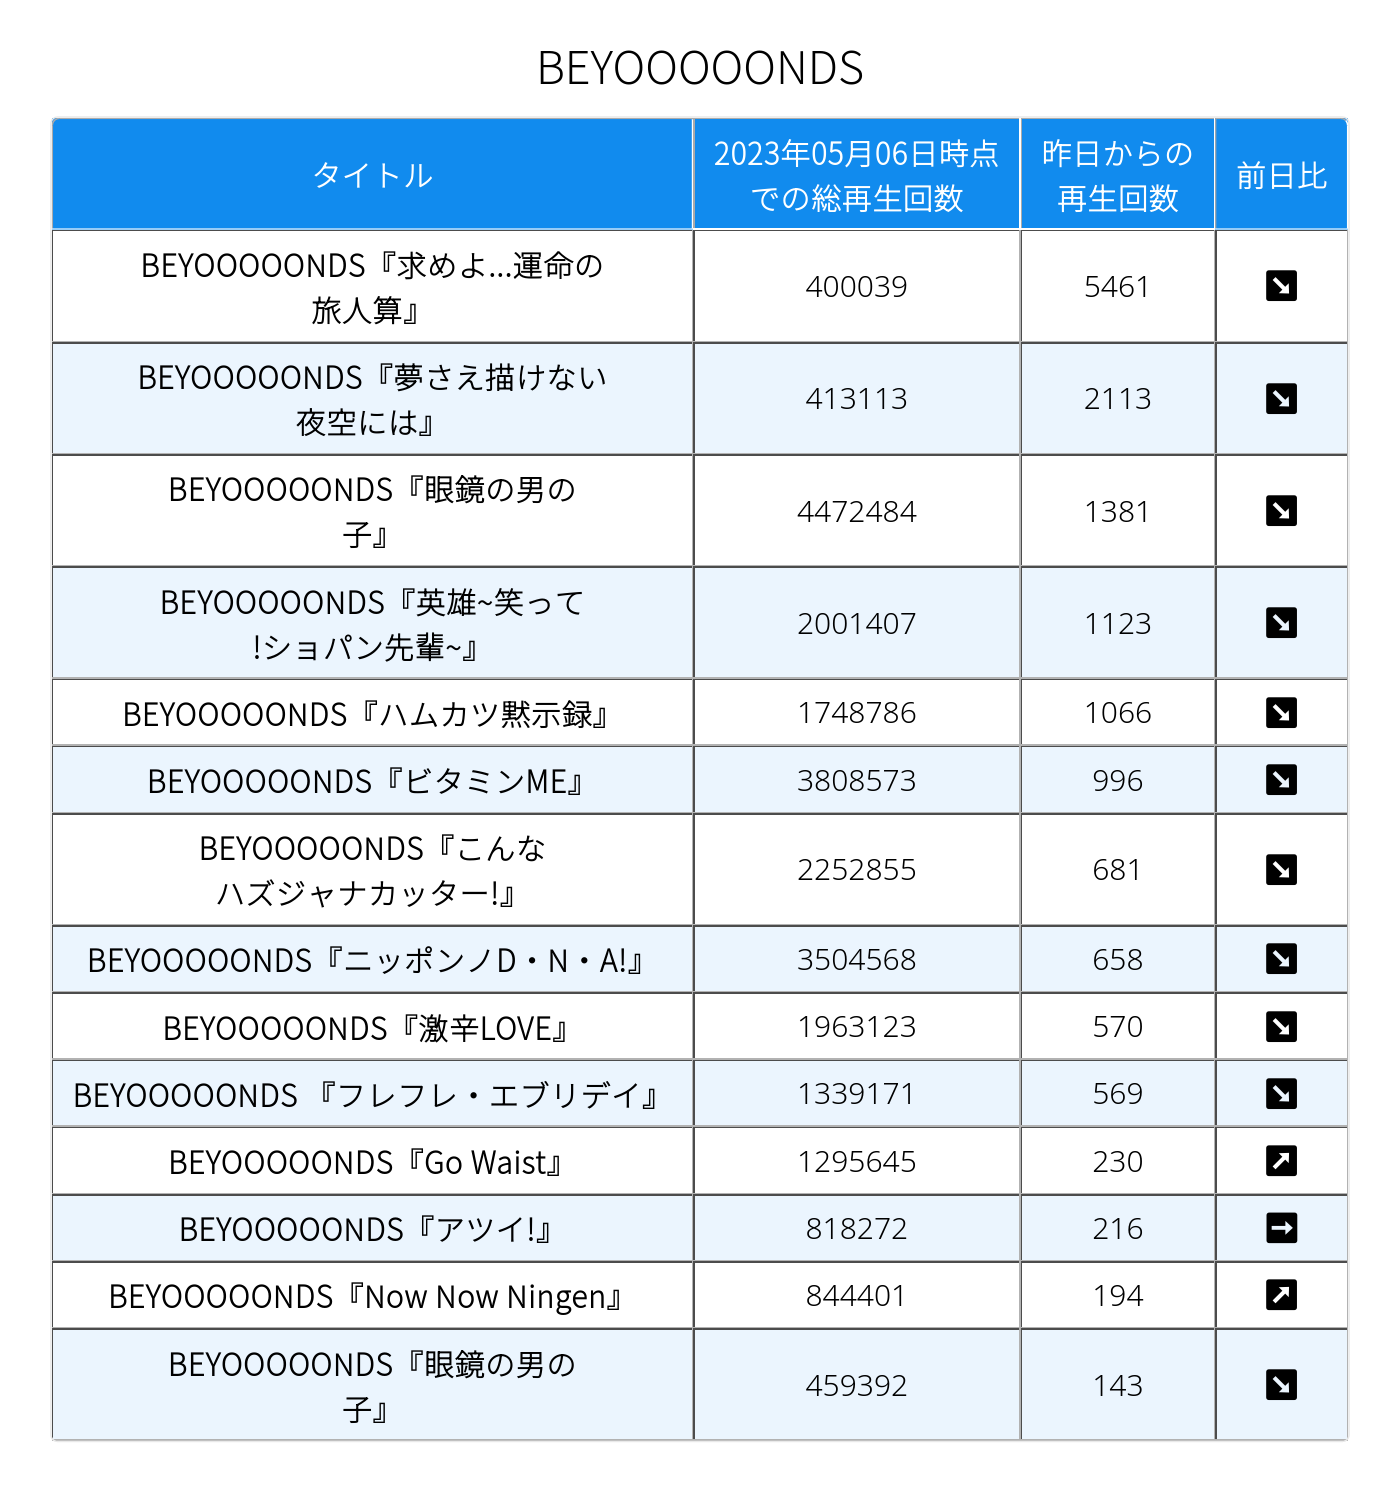 BEYOOOOONDS
タイトル
2023年05月06日時点
での総再生回数
昨日からの
再生回数
前日比
BEYOOOOONDS『求めよ...運命の
旅人算』
400039
5461
BEYOOOOONDS『夢さえ描けない
夜空には』
413113
2113
BEYOOOOONDS『眼鏡の男の
子』
4472484
1381
BEYOOOOONDS『英雄~笑って
!ショパン先輩~』
2001407
1123
BEYOOOOONDS『ハムカツ黙示録』
1748786
1066
BEYOOOOONDS『ビタミンME』
3808573
996
BEYOOOOONDS『こんな
ハズジャナカッター!』
2252855
681
BEYOOOOONDS『ニッポンノD・N・A!』
3504568
658
BEYOOOOONDS『激辛LOVE』
1963123
570
BEYOOOOONDS 『フレフレ・エブリデイ』
1339171
569
BEYOOOOONDS『Go Waist』
1295645
230
BEYOOOOONDS『アツイ!』
818272
216
BEYOOOOONDS『Now Now Ningen』
844401
194
BEYOOOOONDS『眼鏡の男の
子』
459392
143